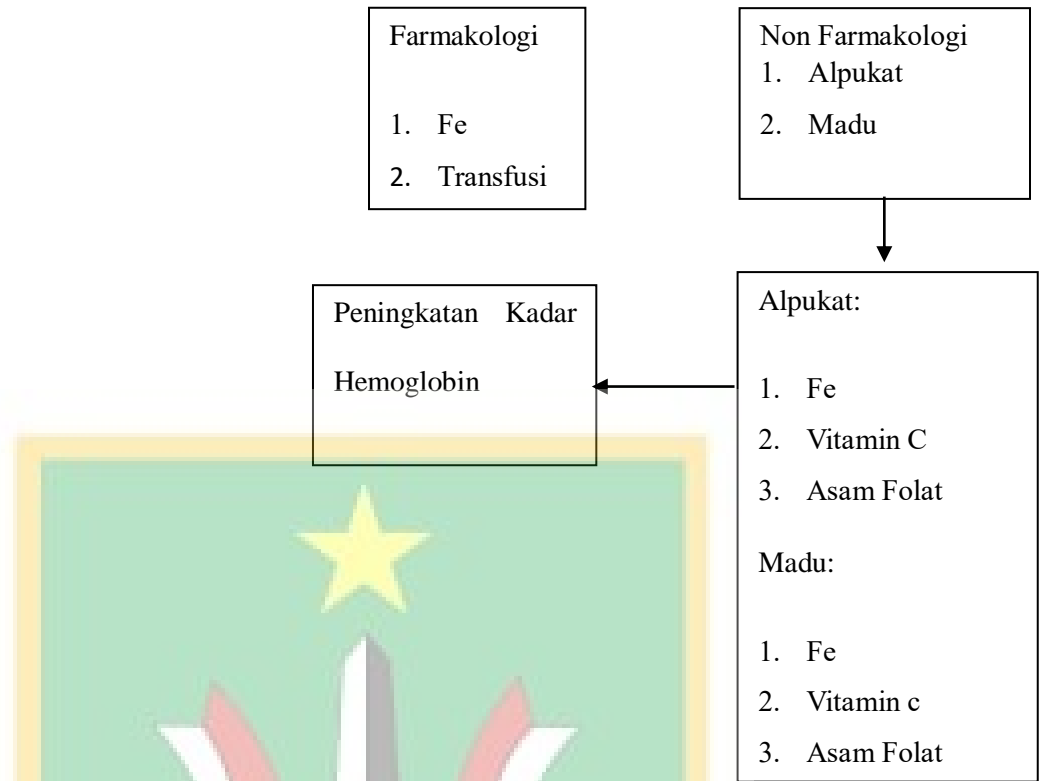 Farmakologi
1. Fe
2. Transfusi
Non Farmakologi
1. Alpukat
2. Madu
Peningkatan Kadar
Hemoglobin
Alpukat:
1. Fe
2. Vitamin C
3. Asam Folat
Madu:
1. Fe
2. Vitamin c
3. Asam Folat